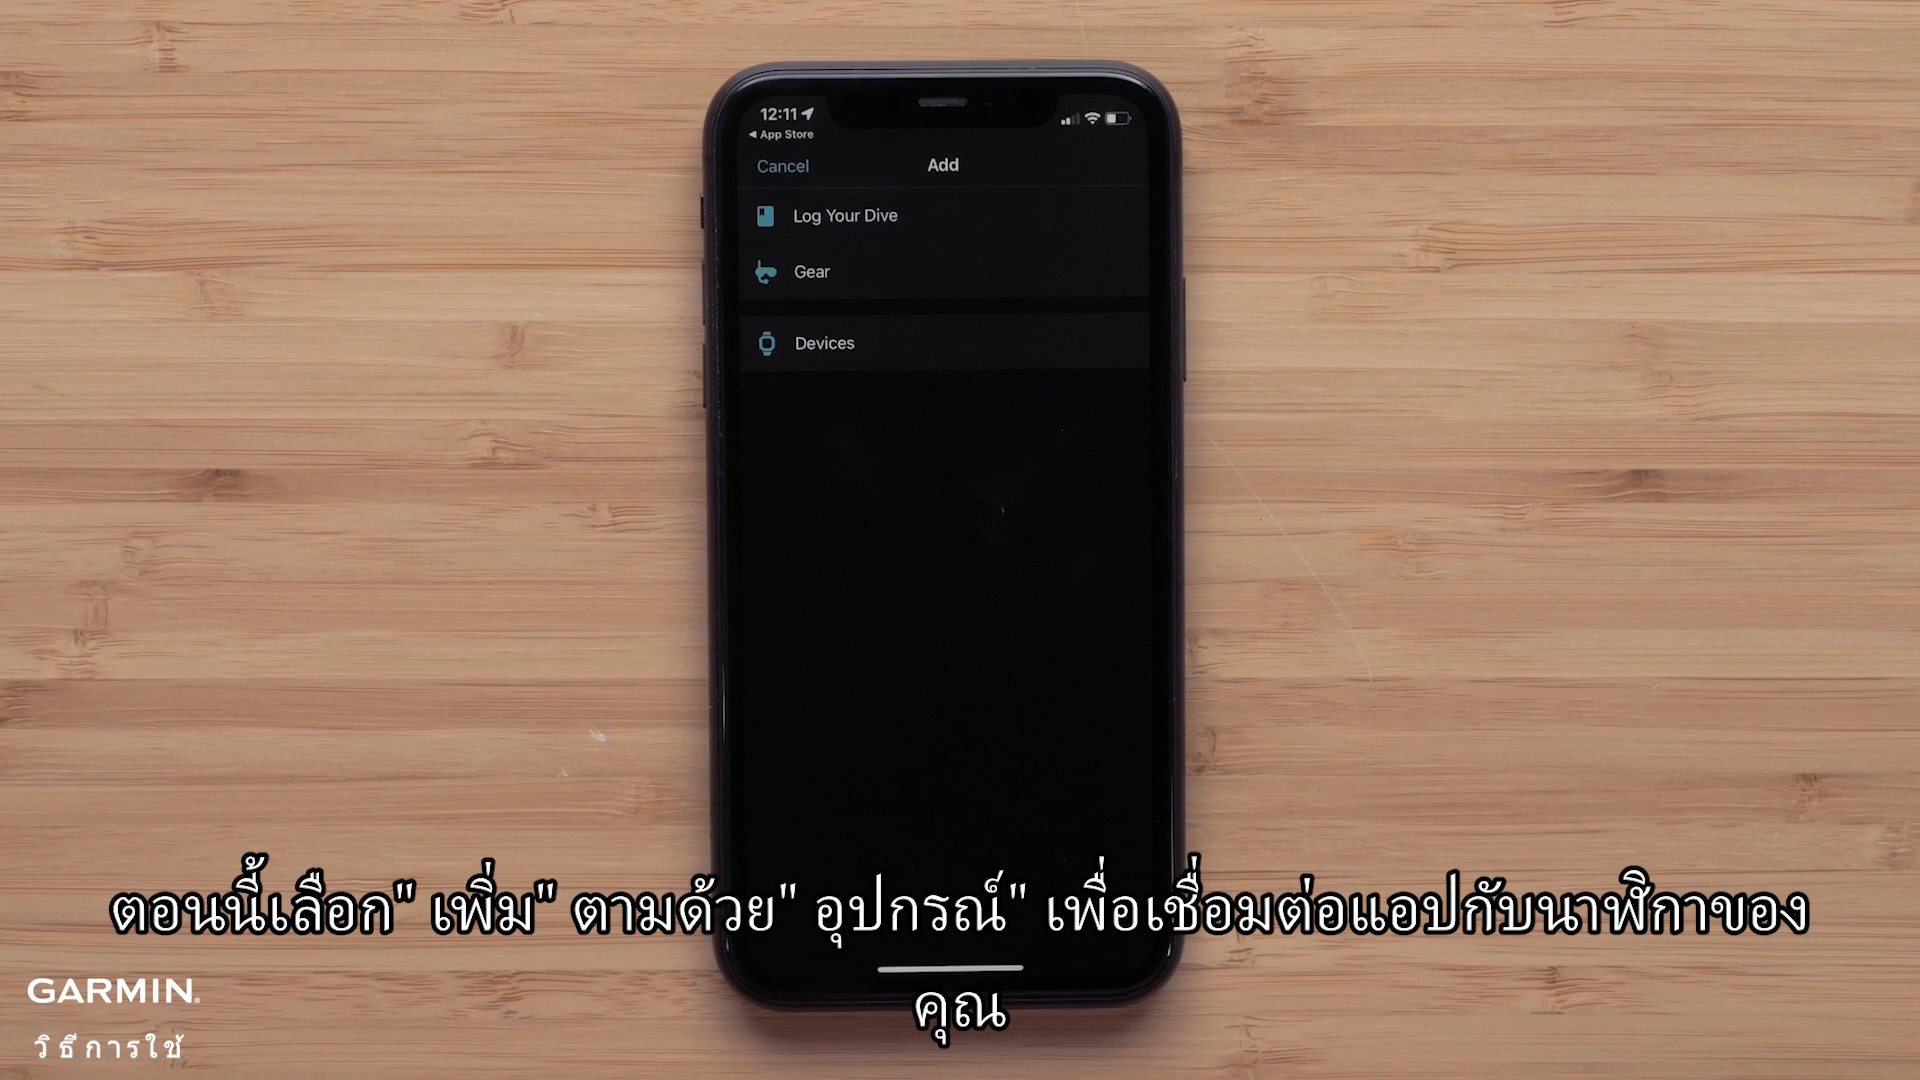 12:11
App Store
Cancel
Add
Log Your Dive
Gear
Devices
ตอนนี้เลือก" เพิ่ม" ตามด้วย" อุปกรณ์" เพื่อเชื่อมต่อแอปกับนาฬิกาของ
คุณ
GARMIN
วิธีการใช้